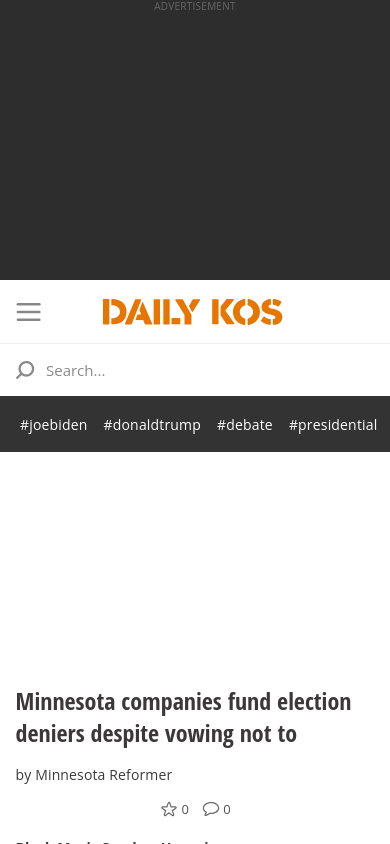 ADVERTISEMENT
DAILY KOS
Search...
#joebiden #donaldtrump #debate #presidential
Minnesota companies fund election
deniers despite vowing not to
by Minnesota Reformer
0 0